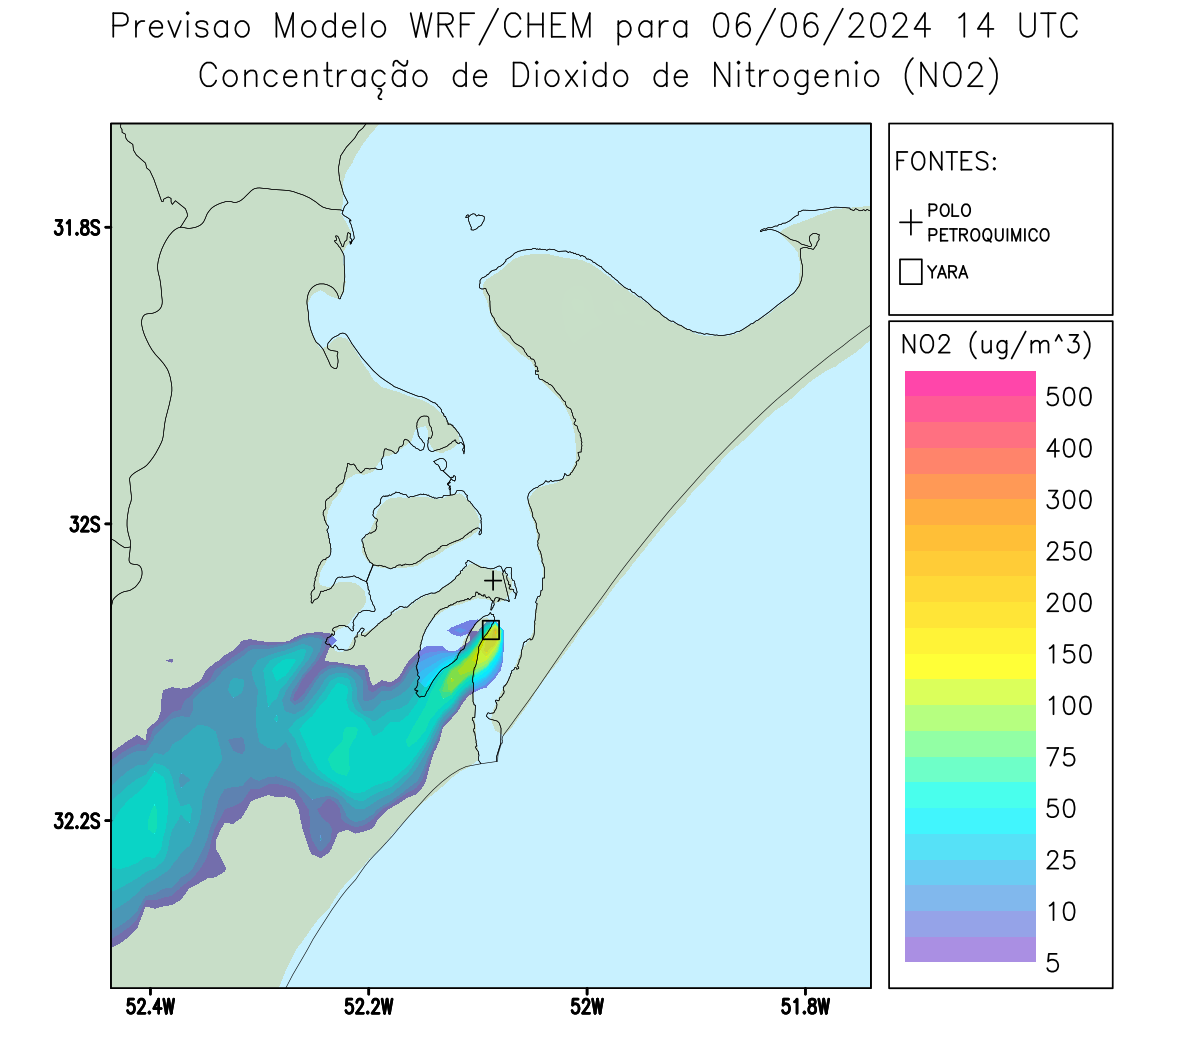 Previsao Modelo WRF/CHEM para 06/06/2024 14 UTC
Concentração de Dioxido de Nitrogenio (NO2)
FONTES:
POLO
PETROQUIMICO
YARA
31.8S
32S
32.2S
52.4W
52.2W
52W
51.8W
NO2 (ug/m^3)
500
400
300
250
200
150
100
75
50
25
10
5